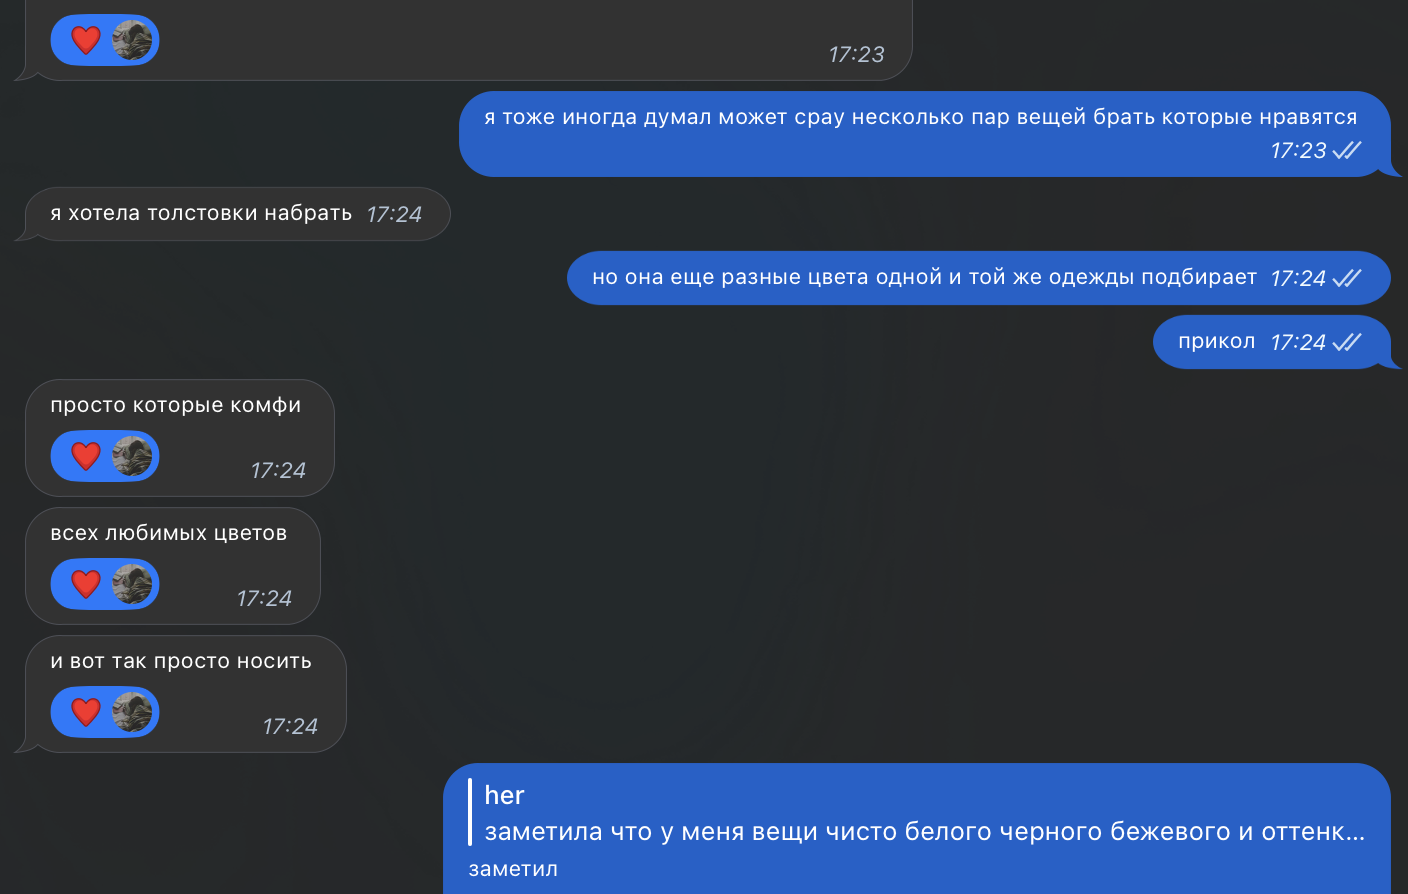 17:23
я тоже иногда думал может срау несколько пар вещей брать которые нравятся
17:23
я хотела толстовки набрать 17:24
но она еще разные цвета одной и той же одежды подбирает 17:24
прикол 17:24
просто которые комфи
17:24
всех любимых цветов
17:24
и вот так просто носить
17:24
her
заметила что у меня вещи чисто белого черного бежевого и оттенк...
заметил